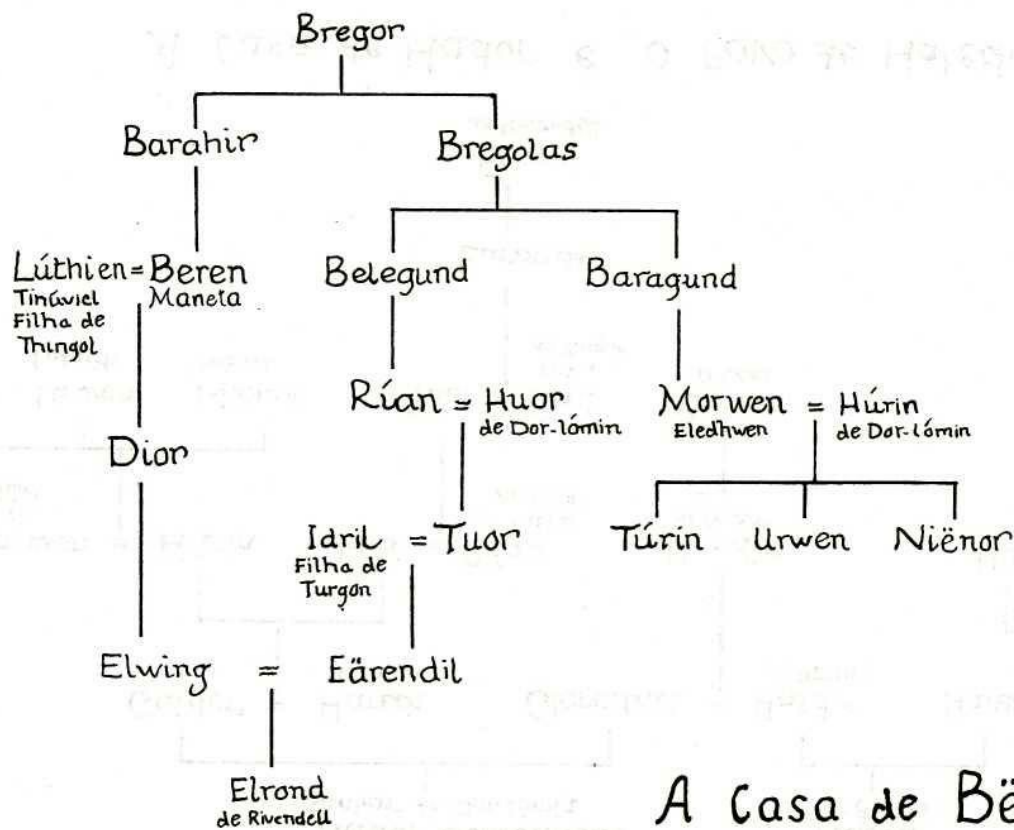 Bregor
Barahir Bregolas
Lúthien = Beren Belegund Baragund
Tinúviel Maneta
Filha de
Thingol
Rían = Huor Morwen = Húrin
de Dor-lómin Eledhwen de Dor-lómin
Dior
Idril = Tuor Túrin Urwen Niënor
Filha de
Turgon
Elwing = Eärendil
Elrond
de Rivendell
A Casa de Bë